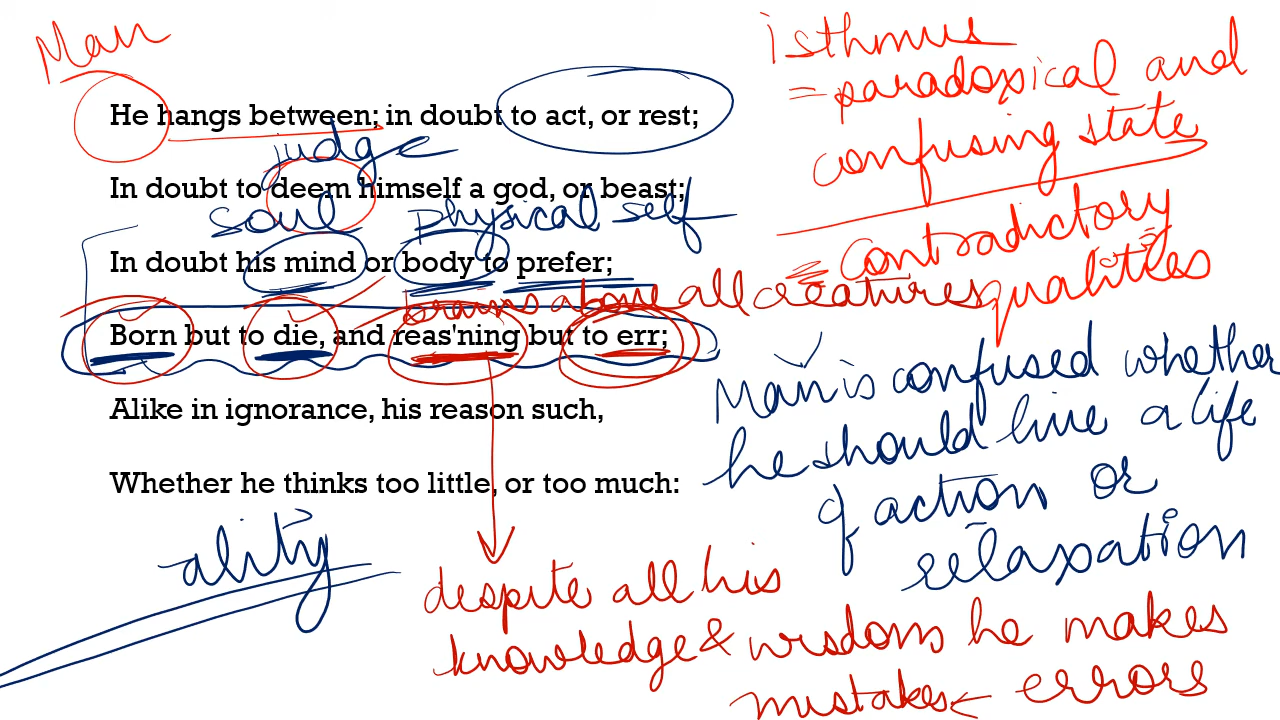 Man
He hangs between; in doubt to act, or rest;
judge
In doubt to deem himself a god, or beast;
soul physical self
In doubt his mind or body to prefer;
brains above all creatures
Born but to die, and reas'ning but to err;
Alike in ignorance, his reason such,
Whether he thinks too little, or too much:
ality
isthmus
= paradoxical and
confusing state
= contradictory
qualities
Man is confused whether
he should live a life
of action or
relaxation
despite all his
knowledge & wisdom he makes
mistakes ← errors